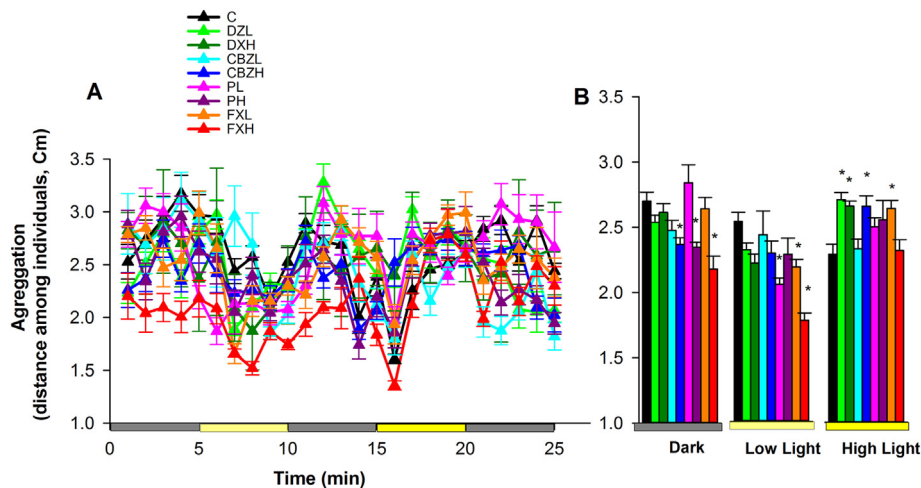 C
DZL
DXH
CBZL
CBZH
PL
PH
FXL
FXH
A
B
Agreggation
(distance among individuals, Cm)
3.5
3.0
2.5
2.0
1.5
1.0
0 5 10 15 20 25
Time (min)
3.5
3.0
2.5
2.0
1.5
1.0
* * * * * * * * * * *
Dark Low Light High Light